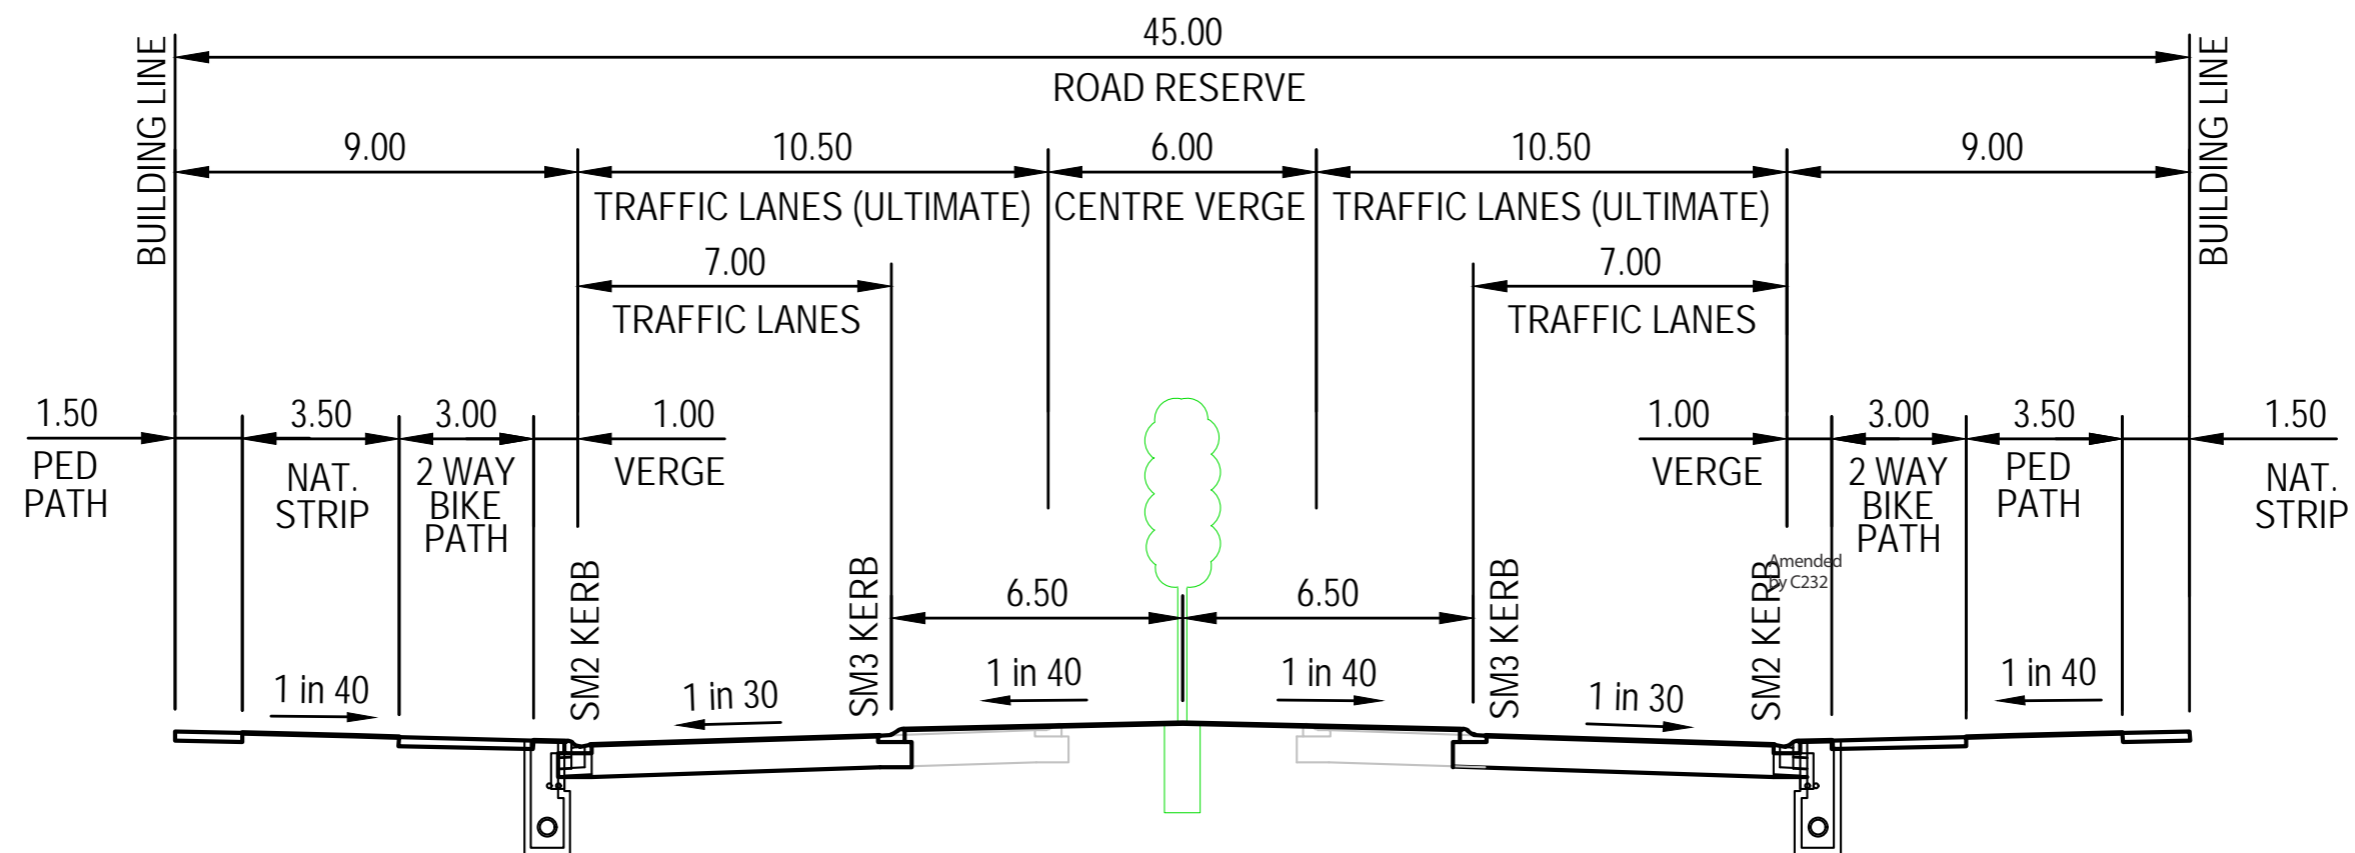 45.00
ROAD RESERVE
BUILDING LINE
BUILDING LINE
9.00
10.50
6.00
10.50
9.00
TRAFFIC LANES (ULTIMATE)
CENTRE VERGE
TRAFFIC LANES (ULTIMATE)
7.00
7.00
TRAFFIC LANES
TRAFFIC LANES
1.50
3.50
3.00
1.00
1.00
3.00
3.50
1.50
PED
PATH
NAT.
STRIP
2 WAY
BIKE
PATH
VERGE
VERGE
2 WAY
BIKE
PATH
PED
PATH
NAT.
STRIP
Amended
by C232
SM2 KERB
SM3 KERB
6.50
6.50
SM3 KERB
SM2 KERB
1 in 40
1 in 30
1 in 40
1 in 40
1 in 30
1 in 40